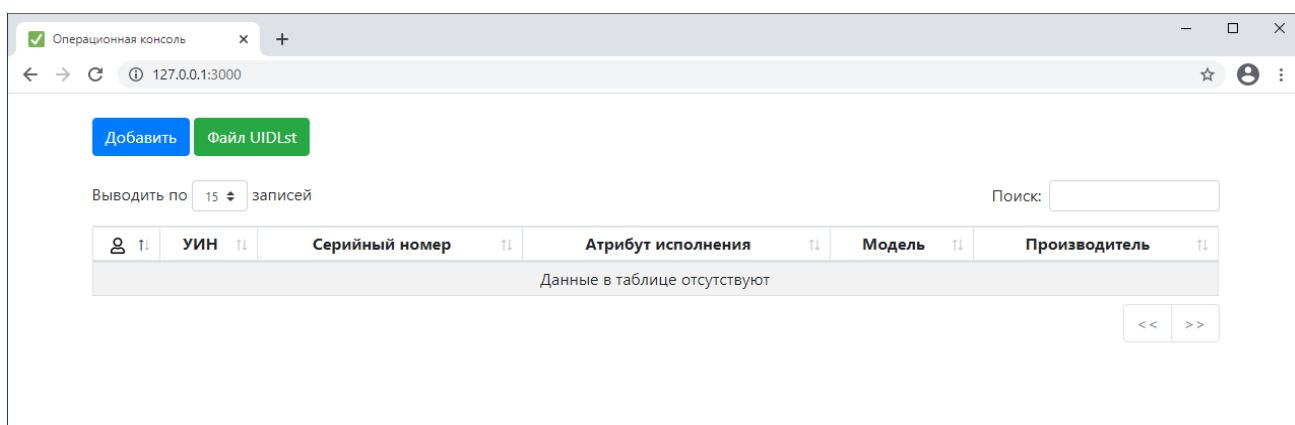 Операционная консоль
127.0.0.1:3000
Добавить Файл UIDLst
Выводить по 15 записей Поиск:
УИН Серийный номер Атрибут исполнения Модель Производитель
Данные в таблице отсутствуют
<< >>